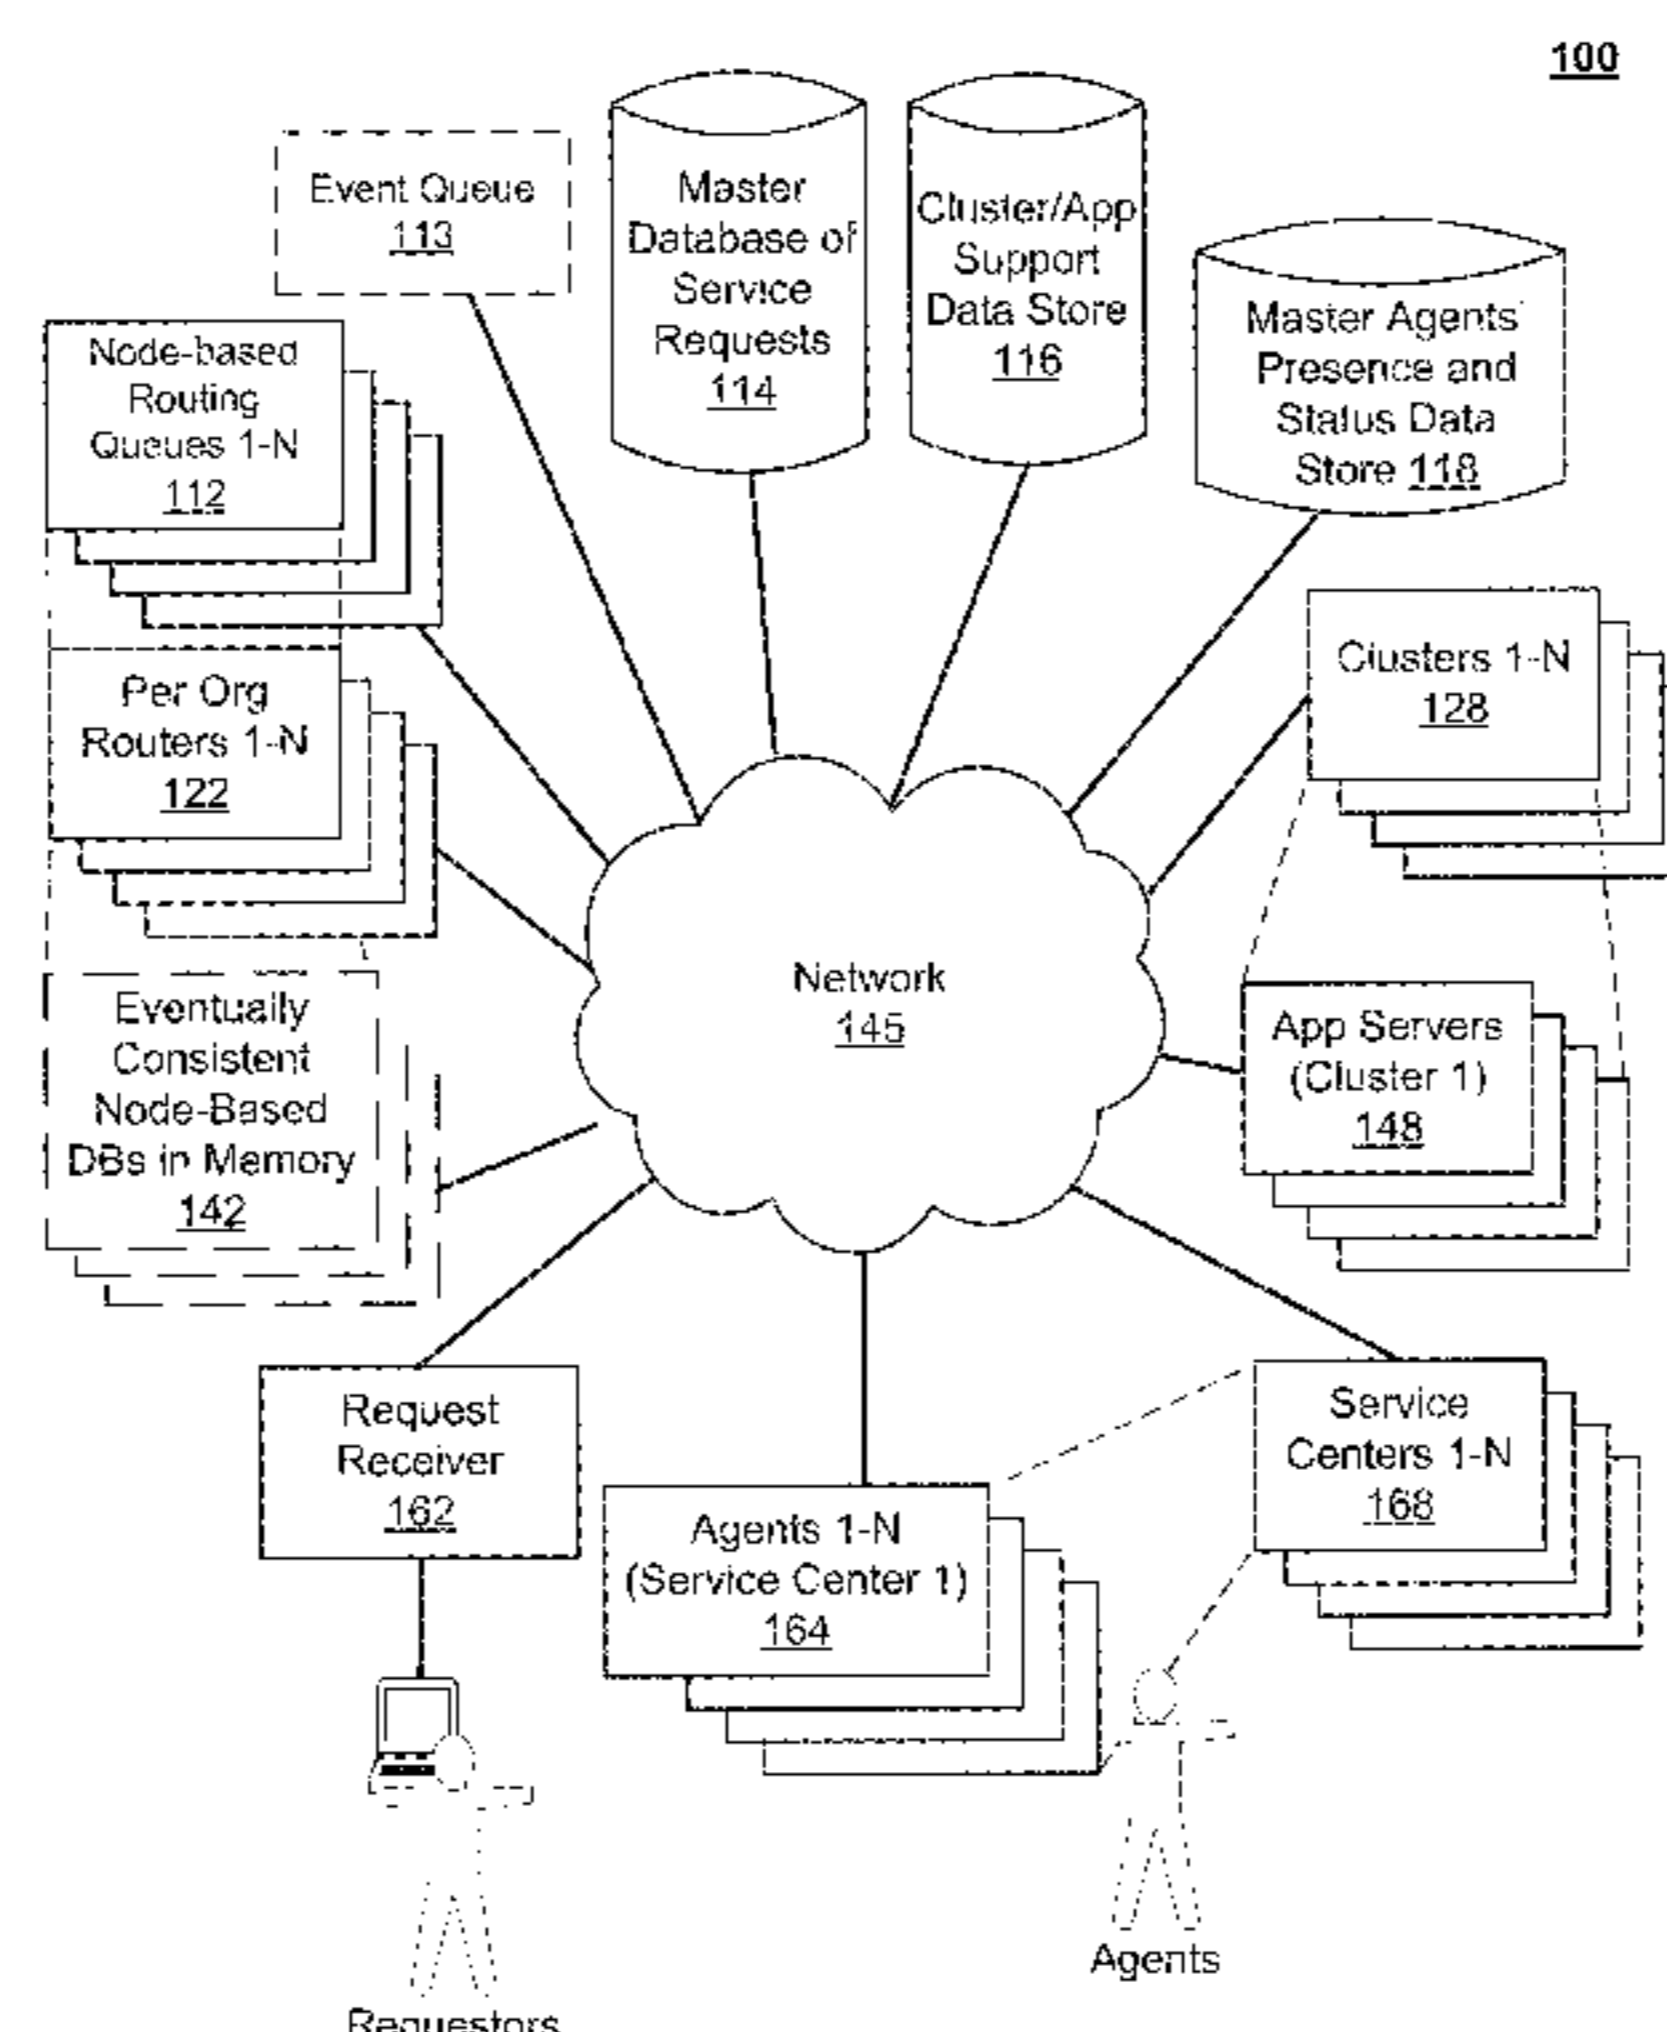 100
Event Queue
113
Master
Database of
Service
Requests
114
Cluster/App
Support
Data Store
116
Master Agents'
Presence and
Status Data
Store 118
Node-based
Routing
Queues 1-N
112
Per Org
Routers 1-N
122
Clusters 1-N
128
Network
145
Eventually
Consistent
Node-Based
DBs in Memory
142
App Servers
(Cluster 1)
148
Request
Receiver
162
Agents 1-N
(Service Center 1)
164
Service
Centers 1-N
168
Agents
Requestors